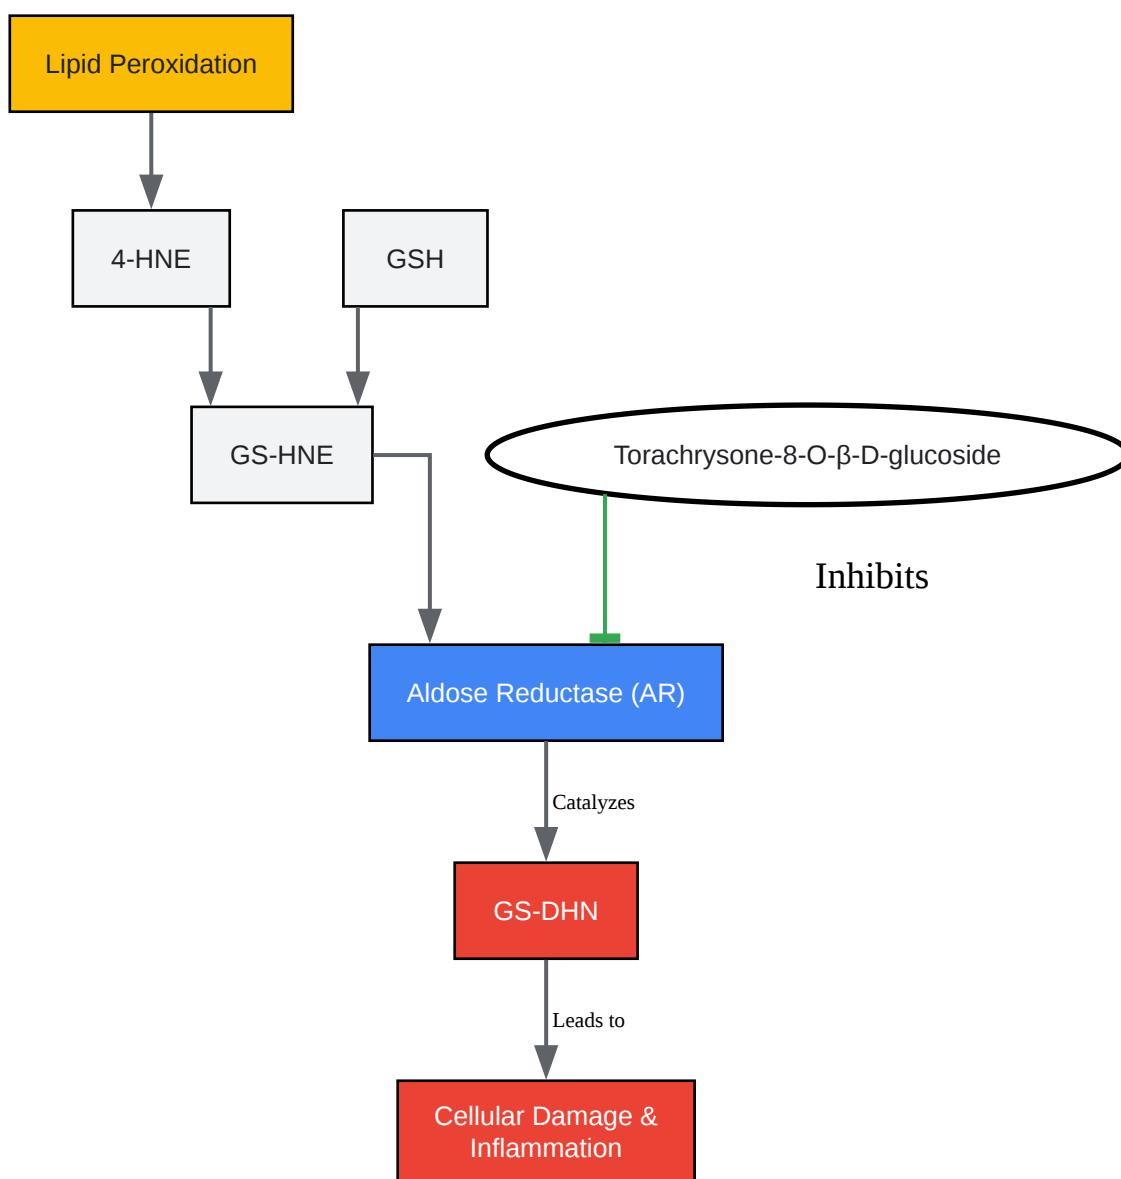 Lipid Peroxidation
4-HNE
GSH
GS-HNE
Torachrysone-8-O-β-D-glucoside
Inhibits
Aldose Reductase (AR)
Catalyzes
GS-DHN
Leads to
Cellular Damage &
Inflammation